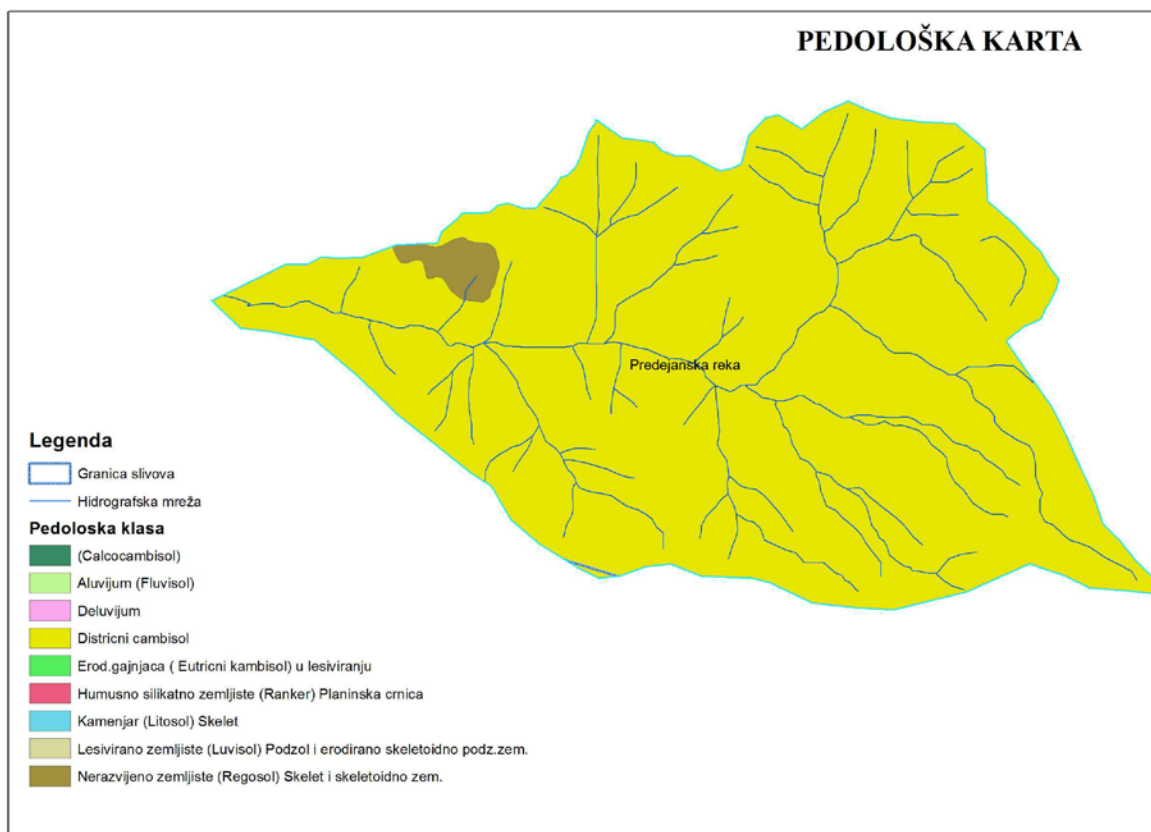 PEDOLOŠKA KARTA
Predejanska reka
Legenda
Granica slivova
Hidrografska mreža
Pedoloska klasa
(Calcocambisol)
Aluvijum (Fluvisol)
Deluvijum
Districni cambisol
Erod.gajnjaca ( Eutricni kambisol) u lesiviranju
Humusno silikatno zemljiste (Ranker) Planinska crnica
Kamenjar (Litosol) Skelet
Lesivirano zemljiste (Luvisol) Podzol i erodirano skeletoidno podz.zem.
Nerazvijeno zemljiste (Regosol) Skelet i skeletoidno zem.